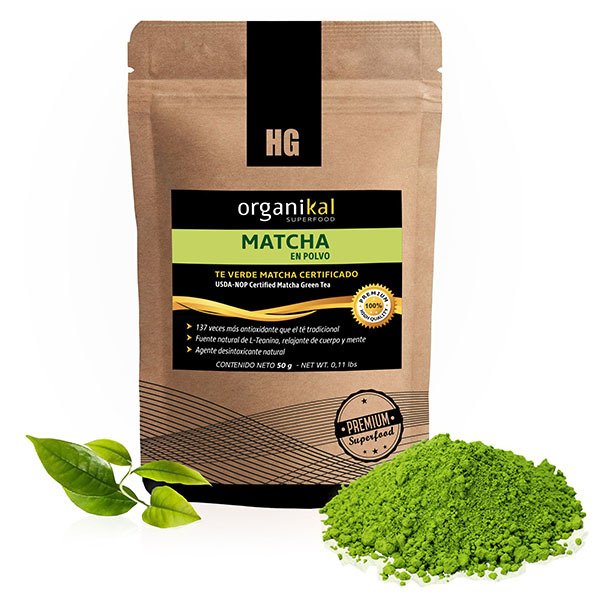 HG
organikal
SUPERFOOD
MATCHA
EN POLVO
TE VERDE MATCHA CERTIFICADO
USDA-NOP Certified Matcha Green Tea
PREMIUM
100%
HIGH QUALITY
137 veces más antioxidante que el té tradicional
Fuente natural de L-Teanina, relajante de cuerpo y mente
Agente desintoxicante natural
CONTENIDO NETO 50 g - NET WT. 0,11 lbs
PREMIUM
Superfood